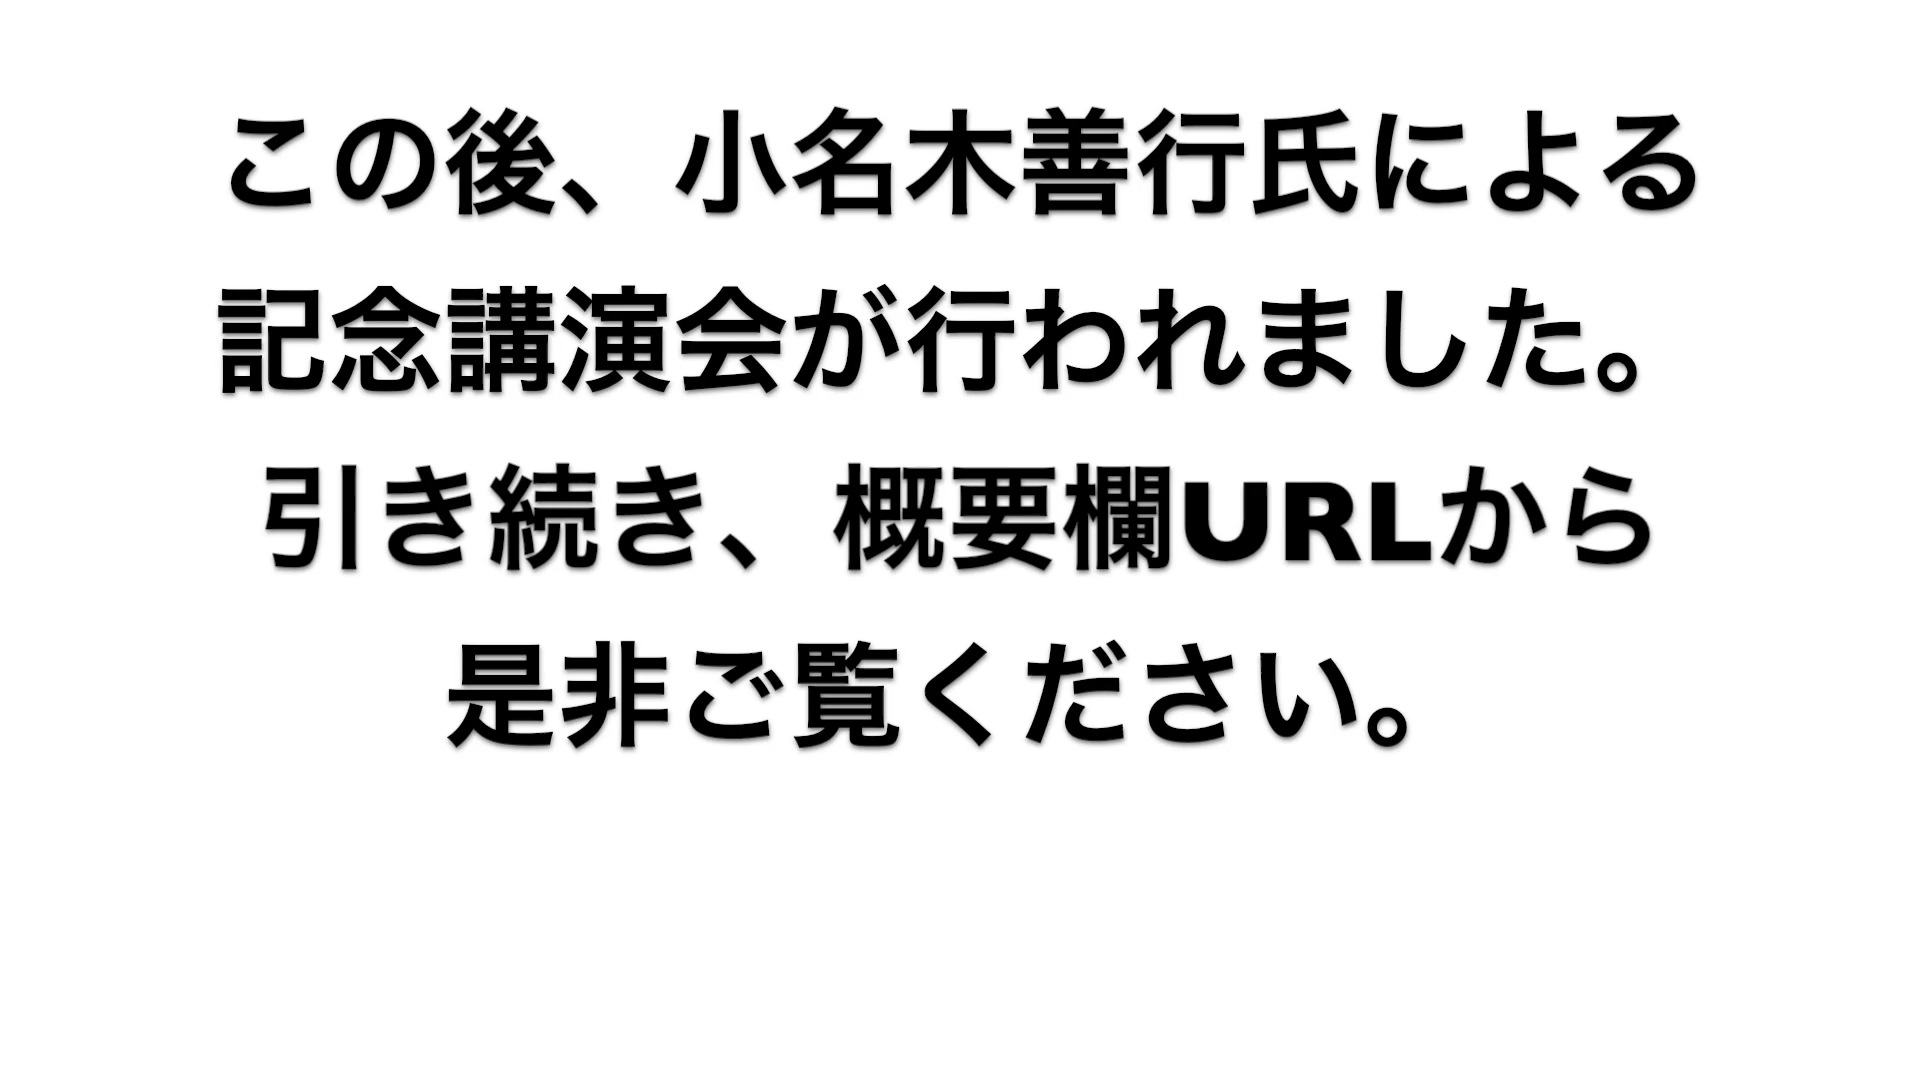 この後、小名木善行氏による
記念講演会が行われました。
引き続き、概要欄URLから
是非ご覧ください。